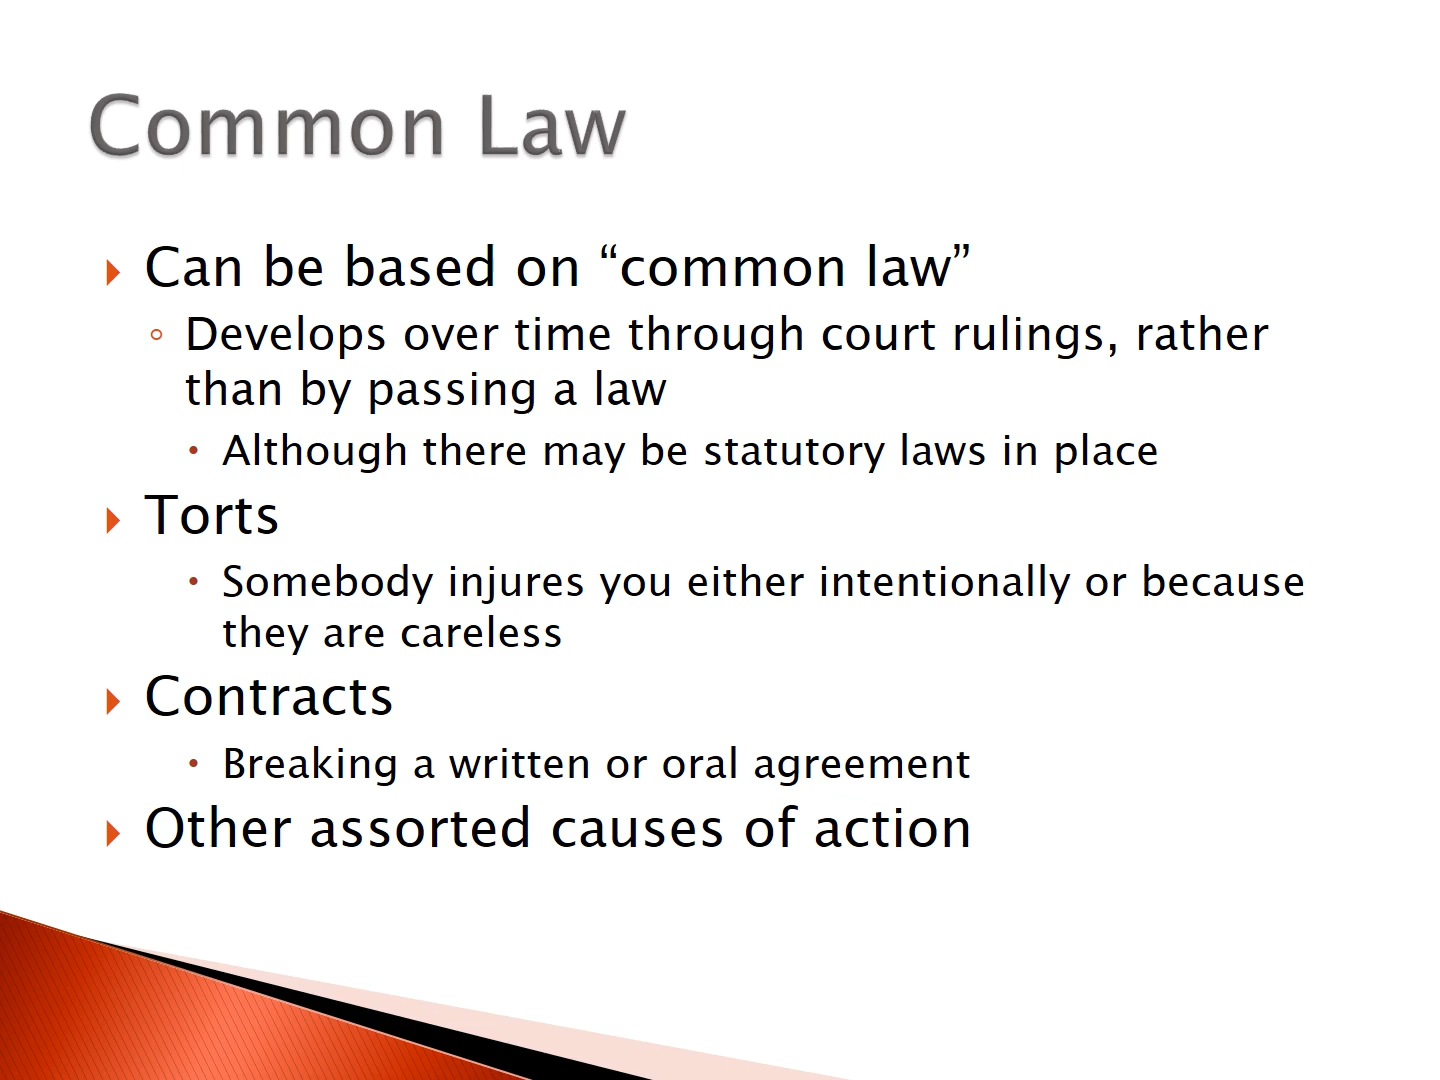 Common Law
Can be based on “common law”
Develops over time through court rulings, rather
than by passing a law
Although there may be statutory laws in place
Torts
Somebody injures you either intentionally or because
they are careless
Contracts
Breaking a written or oral agreement
Other assorted causes of action